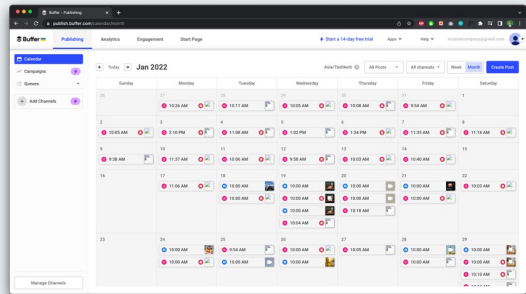 Buffer - Publishing
publish.buffer.com/calendar/month
Buffer
Publishing
Analytics
Engagement
Start Page
Start a 14-day free trial
Apps
Help
Calendar
Campaigns
Queues
Add Channels
Manage Channels
Today
Jan 2022
Asia/Tashkent
All Posts
All channels
Week
Month
Create Post
Sunday Monday Tuesday Wednesday Thursday Friday Saturday
26 27 28 29 30 31 1
10:26 AM 10:11 AM 10:05 AM 10:08 AM 9:54 AM
2 3 4 5 6 7 8
10:05 AM 2:10 PM 11:08 AM 1:02 PM 1:34 PM 11:35 AM 11:16 AM
9 10 11 12 13 14 15
9:38 AM 11:37 AM 10:06 AM 9:58 AM 10:03 AM 10:40 AM
16 17 18 19 20 21 22
11:06 AM 10:00 AM 10:00 AM 10:00 AM 10:00 AM 10:03 AM
10:00 AM 10:00 AM 10:00 AM 10:00 AM
10:00 AM 10:18 AM
10:04 AM
23 24 25 26 27 28 29
10:00 AM 9:54 AM 10:00 AM 10:05 AM 10:00 AM 10:00 AM
10:00 AM 10:00 AM 10:00 AM 10:00 AM 10:00 AM
10:10 AM